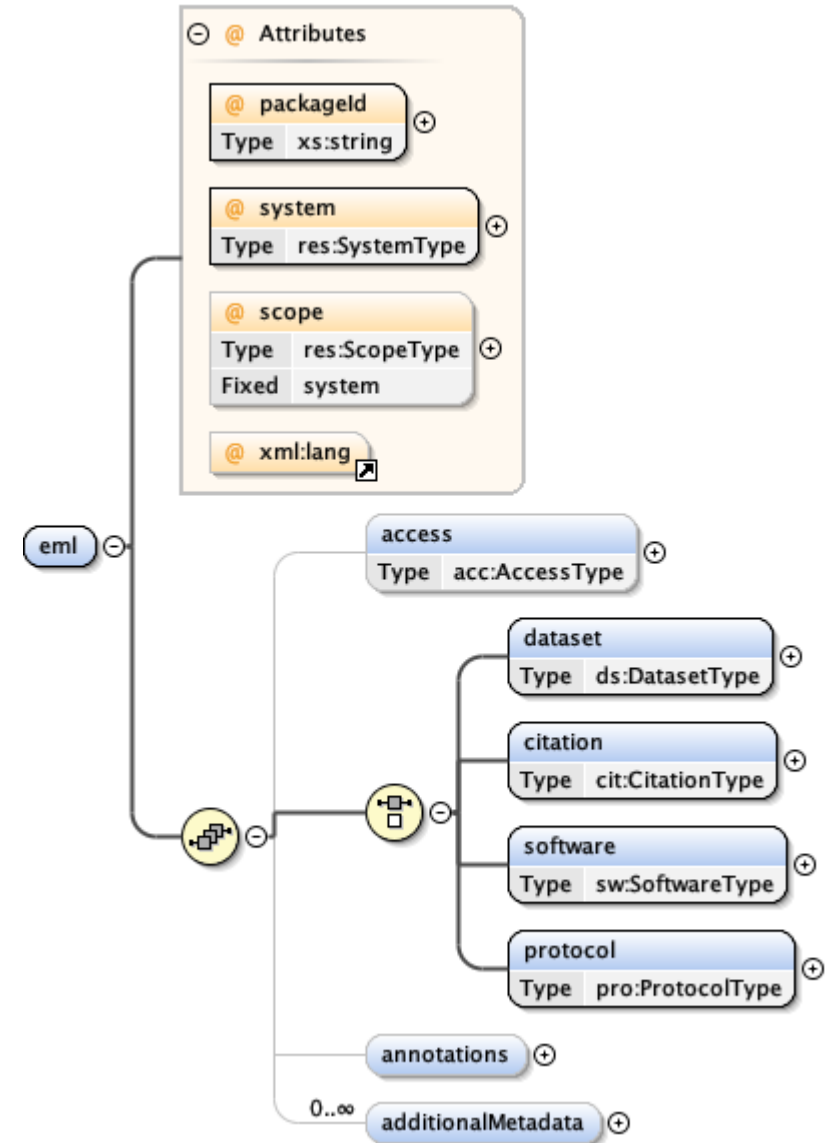 @ Attributes
@ packageId
Type xs:string
@ system
Type res:SystemType
@ scope
Type res:ScopeType
Fixed system
@ xml:lang
eml
access
Type acc:AccessType
dataset
Type ds:DatasetType
citation
Type cit:CitationType
software
Type sw:SoftwareType
protocol
Type pro:ProtocolType
annotations
0..∞
additionalMetadata